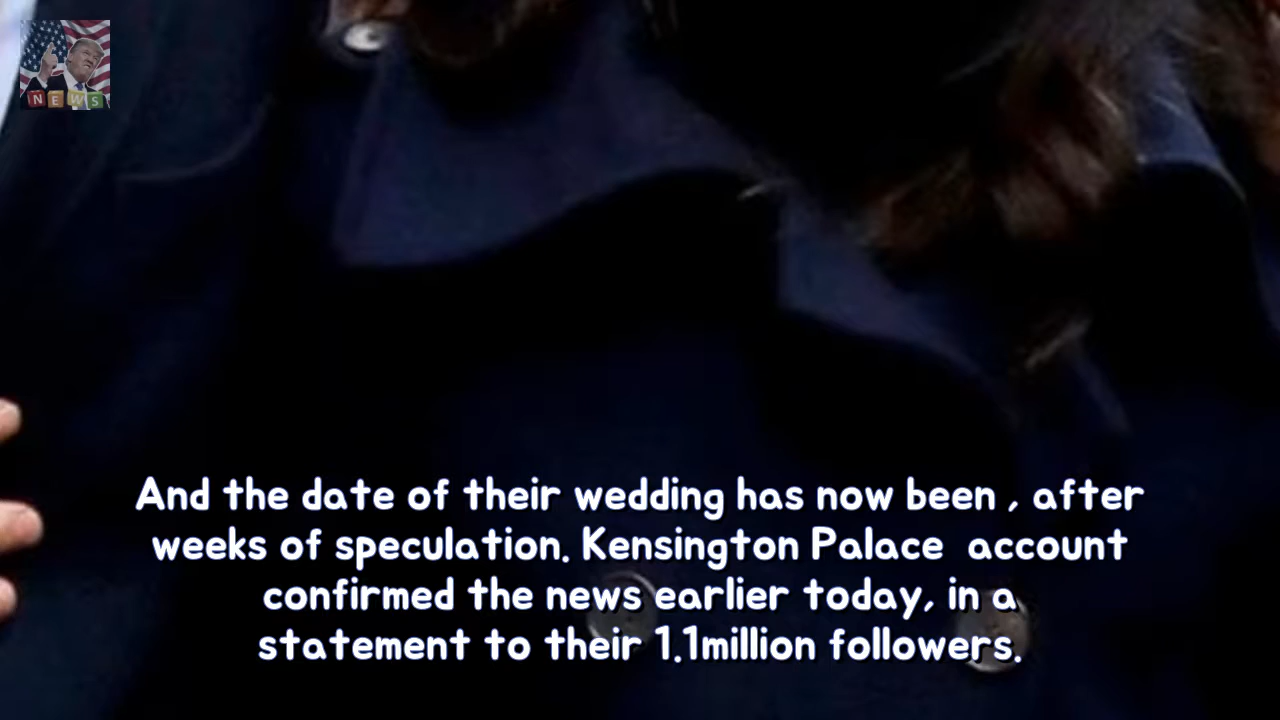 NEWS
And the date of their wedding has now been , after
weeks of speculation. Kensington Palace  account
confirmed the news earlier today, in a
statement to their 1.1million followers.